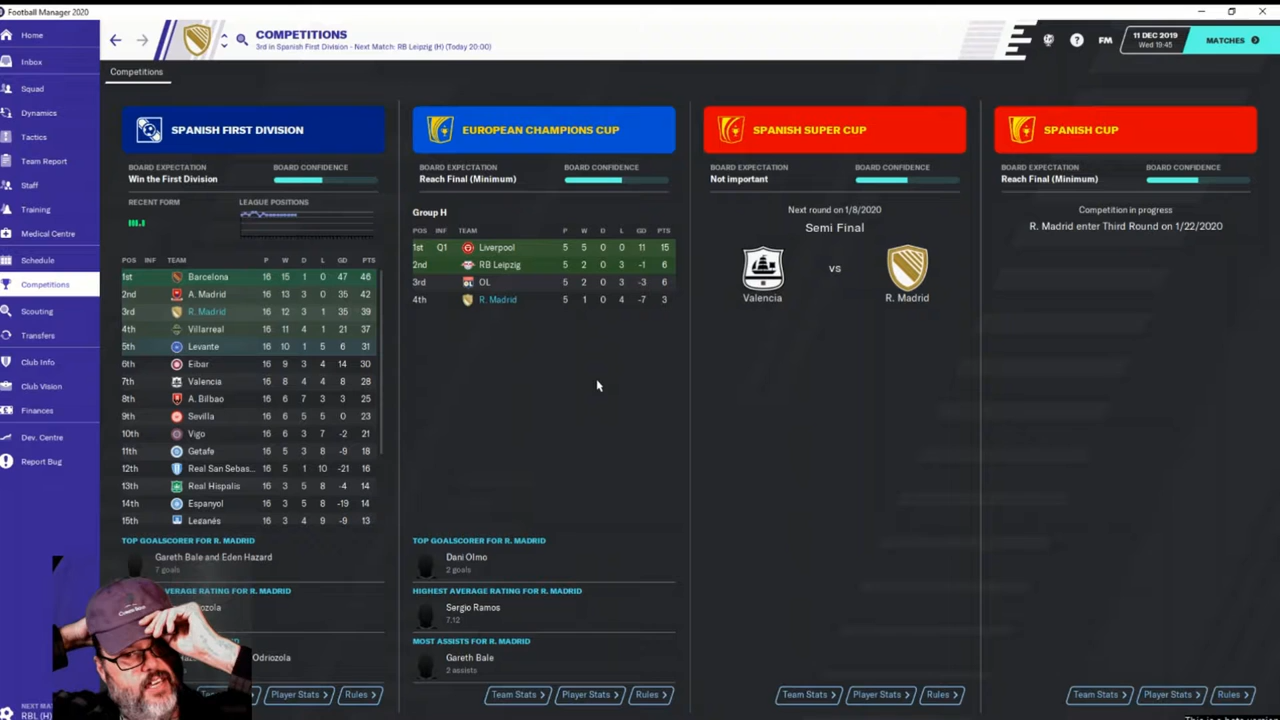 Football Manager 2020
Home
Inbox
Squad
Dynamics
Tactics
Team Report
Staff
Training
Medical Centre
Schedule
Competitions
Scouting
Transfers
Club Info
Club Vision
Finances
Dev. Centre
Report Bug
RBL (H)
COMPETITIONS
3rd in Spanish First Division - Next Match: RB Leipzig (H) (Today 20:00)
? FM 11 DEC 2019
Wed 19:45
MATCHES
Competitions
SPANISH FIRST DIVISION
BOARD EXPECTATION BOARD CONFIDENCE
Win the First Division
RECENT FORM LEAGUE POSITIONS
POS INF TEAM P W D L GD PTS
1st Barcelona 16 15 1 0 47 46
2nd A. Madrid 16 13 3 0 35 42
3rd R. Madrid 16 12 3 1 35 39
4th Villarreal 16 11 4 1 21 37
5th Levante 16 10 1 5 6 31
6th Eibar 16 9 3 4 14 30
7th Valencia 16 8 4 4 8 28
8th A. Bilbao 16 6 7 3 3 25
9th Sevilla 16 6 5 5 0 23
10th Vigo 16 6 3 7 -2 21
11th Getafe 16 5 3 8 -9 18
12th Real San Sebas... 16 5 1 10 -21 16
13th Real Hispalis 16 3 5 8 -4 14
14th Espanyol 16 3 5 8 -19 14
15th Leganés 16 3 4 9 -9 13
TOP GOALSCORER FOR R. MADRID
Gareth Bale and Eden Hazard
7 goals
AVERAGE RATING FOR R. MADRID
Odriozola
Player Stats > Rules >
EUROPEAN CHAMPIONS CUP
BOARD EXPECTATION BOARD CONFIDENCE
Reach Final (Minimum)
Group H
POS INF TEAM P W D L GD PTS
1st Q1 Liverpool 5 5 0 0 11 15
2nd RB Leipzig 5 2 0 3 -1 6
3rd OL 5 2 0 3 -3 6
4th R. Madrid 5 1 0 4 -7 3
TOP GOALSCORER FOR R. MADRID
Dani Olmo
2 goals
HIGHEST AVERAGE RATING FOR R. MADRID
Sergio Ramos
7.12
MOST ASSISTS FOR R. MADRID
Gareth Bale
2 assists
Team Stats > Player Stats > Rules >
SPANISH SUPER CUP
BOARD EXPECTATION BOARD CONFIDENCE
Not important
Next round on 1/8/2020
Semi Final
vs
Valencia R. Madrid
Team Stats > Player Stats > Rules >
SPANISH CUP
BOARD EXPECTATION BOARD CONFIDENCE
Reach Final (Minimum)
Competition in progress
R. Madrid enter Third Round on 1/22/2020
Team Stats > Player Stats > Rules >